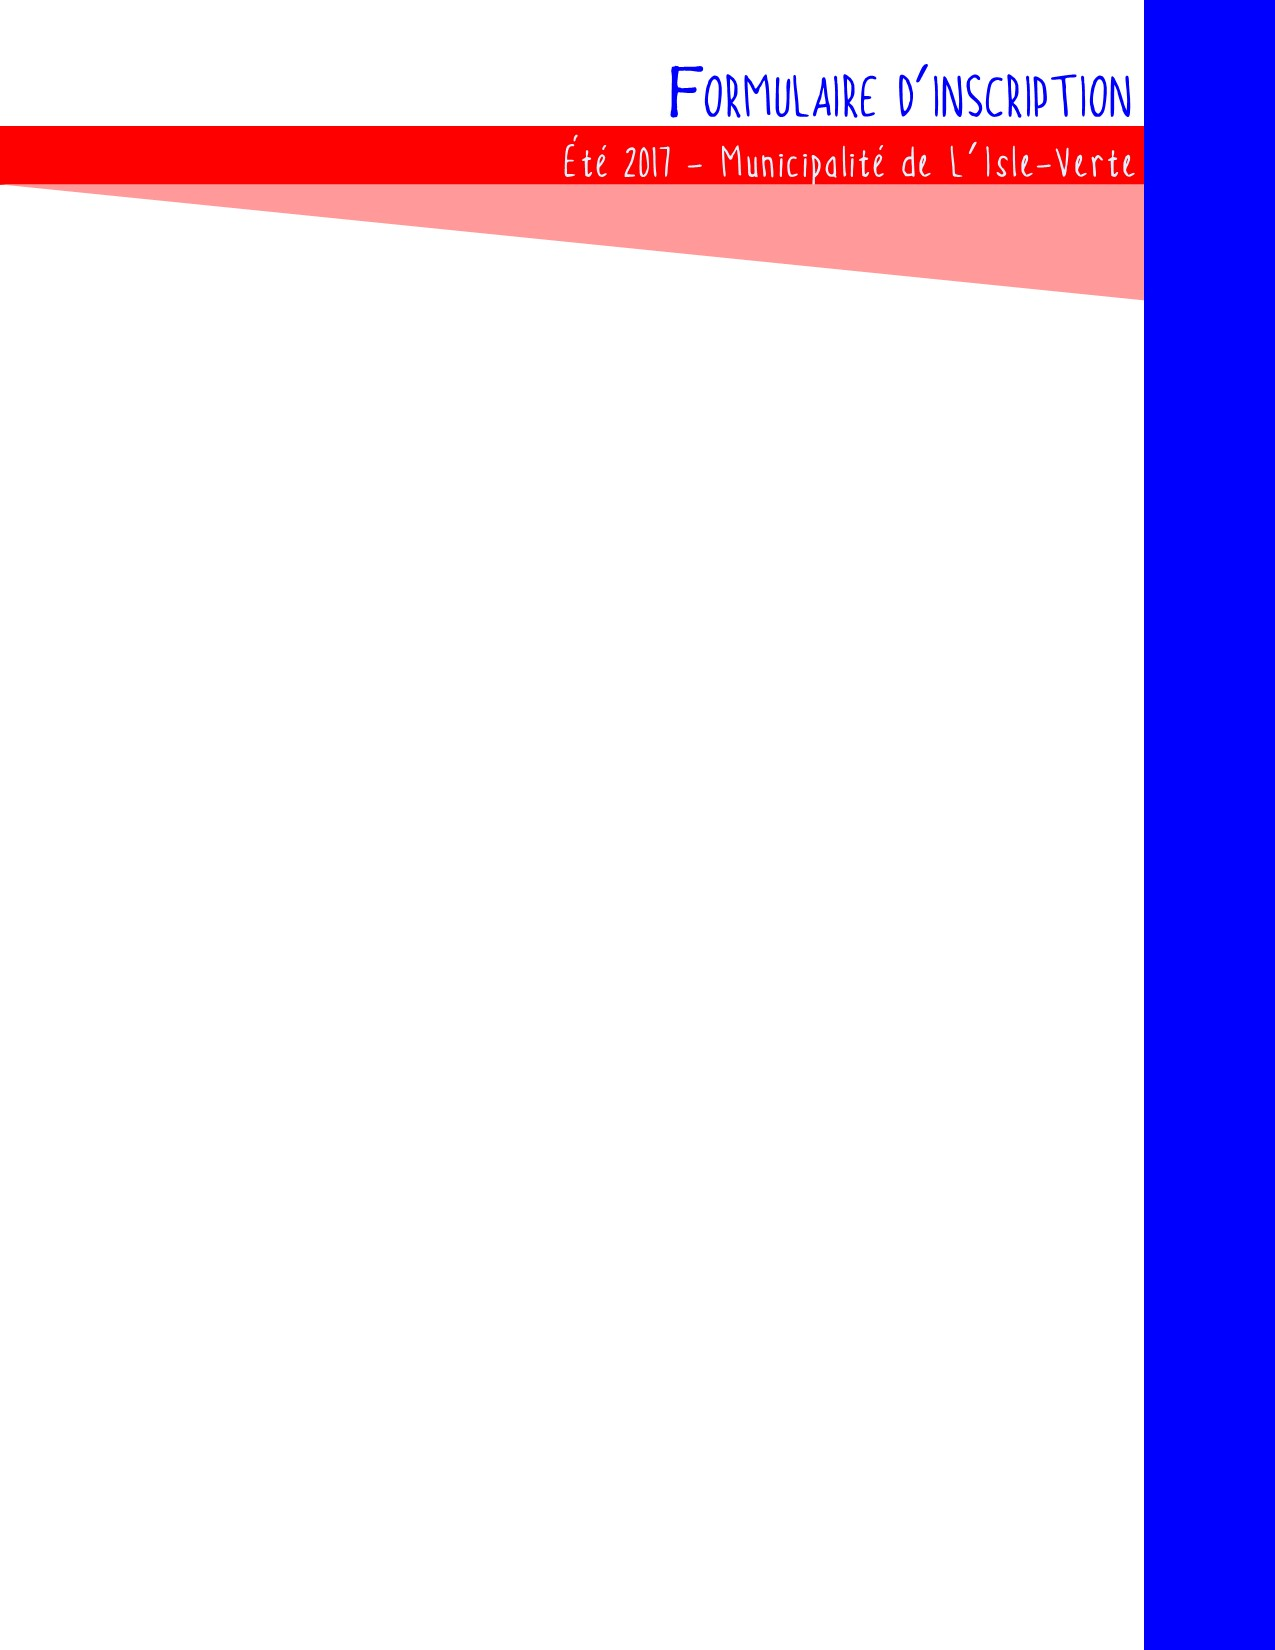 Formulaire d'inscription
Été 2017 - Municipalité de L'Isle-Verte